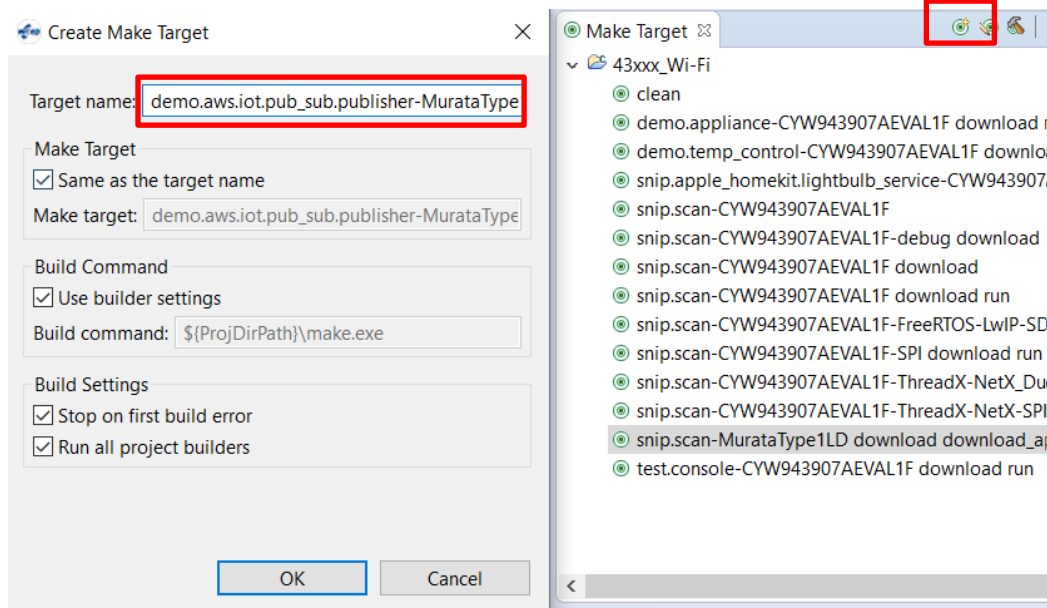 Create Make Target
Target name: demo.aws.iot.pub_sub.publisher-MurataType
Make Target
Same as the target name
Make target: demo.aws.iot.pub_sub.publisher-MurataType
Build Command
Use builder settings
Build command: ${ProjDirPath}\make.exe
Build Settings
Stop on first build error
Run all project builders
OK Cancel
Make Target
43xxx_Wi-Fi
clean
demo.appliance-CYW943907AEVAL1F download
demo.temp_control-CYW943907AEVAL1F downlo
snip.apple_homekit.lightbulb_service-CYW943907
snip.scan-CYW943907AEVAL1F
snip.scan-CYW943907AEVAL1F-debug download
snip.scan-CYW943907AEVAL1F download
snip.scan-CYW943907AEVAL1F download run
snip.scan-CYW943907AEVAL1F-FreeRTOS-LwIP-SD
snip.scan-CYW943907AEVAL1F-SPI download run
snip.scan-CYW943907AEVAL1F-ThreadX-NetX_Du
snip.scan-CYW943907AEVAL1F-ThreadX-NetX-SPI
snip.scan-MurataType1LD download download_a
test.console-CYW943907AEVAL1F download run